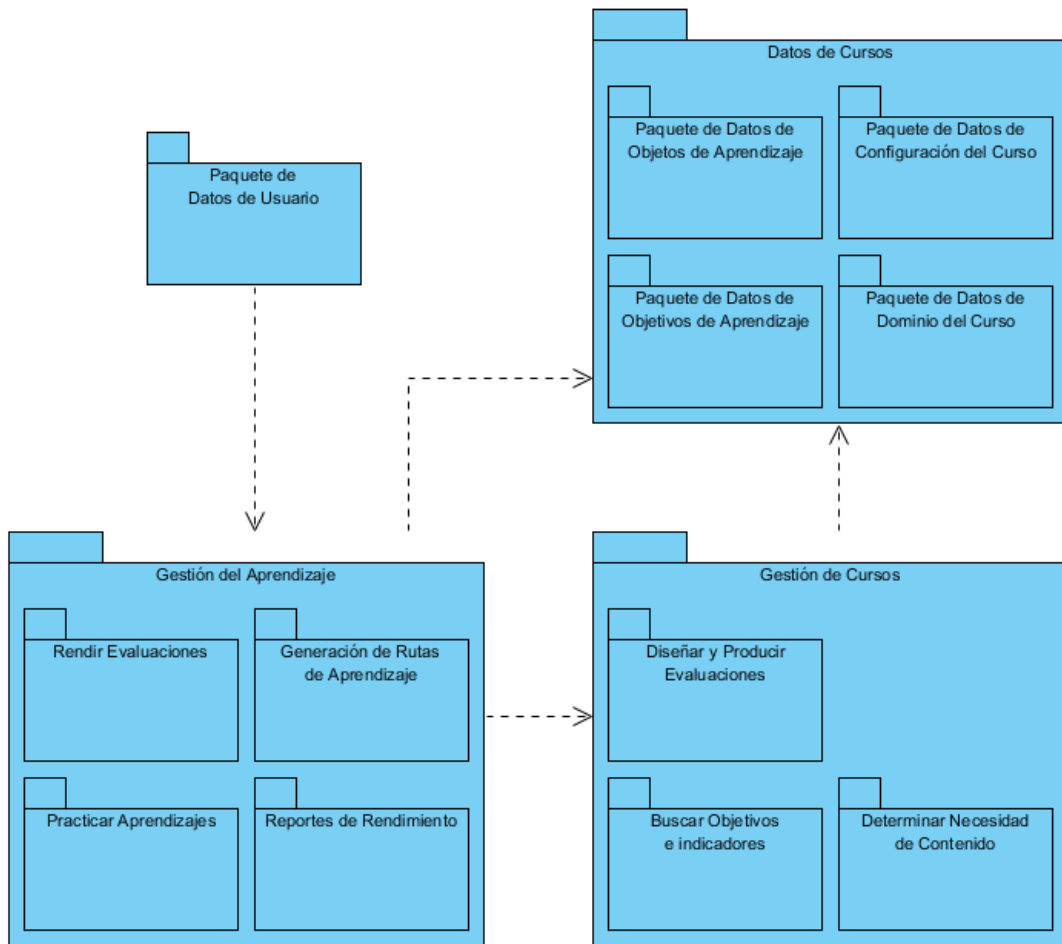 Datos de Cursos
Paquete de Datos de
Objetos de Aprendizaje
Paquete de Datos de
Configuración del Curso
Paquete de
Datos de Usuario
Paquete de Datos de
Objetivos de Aprendizaje
Paquete de Datos de
Dominio del Curso
Gestión del Aprendizaje
Rendir Evaluaciones
Generación de Rutas
de Aprendizaje
Practicar Aprendizajes
Reportes de Rendimiento
Gestión de Cursos
Diseñar y Producir
Evaluaciones
Buscar Objetivos
e indicadores
Determinar Necesidad
de Contenido